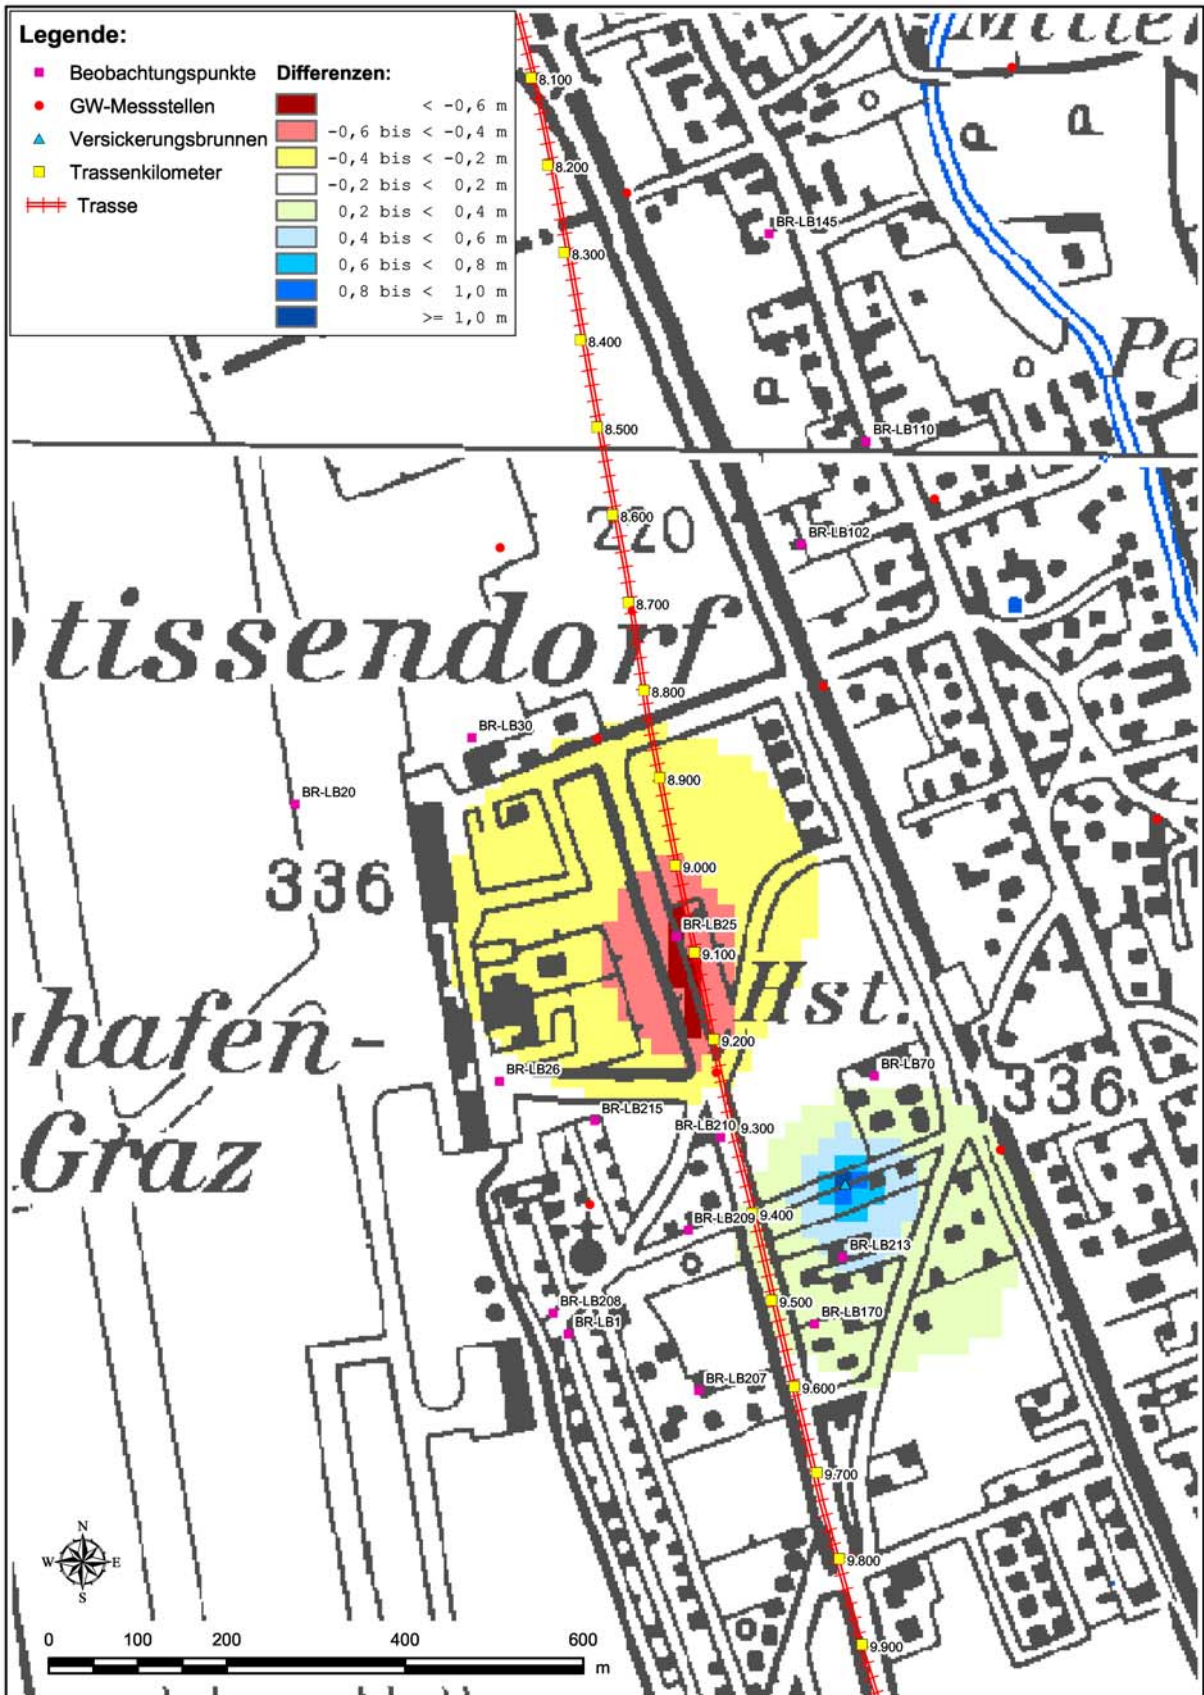 Legende:
Beobachtungspunkte
GW-Messstellen
Versickerungsbrunnen
Trassenkilometer
Trasse
Differenzen:
< -0,6 m
-0,6 bis < -0,4 m
-0,4 bis < -0,2 m
-0,2 bis < 0,2 m
0,2 bis < 0,4 m
0,4 bis < 0,6 m
0,6 bis < 0,8 m
0,8 bis < 1,0 m
>= 1,0 m
8.100
8.200
BR-LB145
8.300
8.400
Pe
8.500
BR-LB110
8.600
220
BR-LB102
8.700
tissendorf
8.800
BR-LB30
8.900
BR-LB20
9.000
336
BR-LB25
9.100
Hst.
hafen-
9.200
BR-LB70
BR-LB26
336
BR-LB215
BR-LB210
9.300
Graz
9.400
BR-LB209
BR-LB213
9.500
BR-LB208
BR-LB170
BR-LB1
9.600
BR-LB207
9.700
N
W
E
S
9.800
9.900
0 100 200 400 600
m